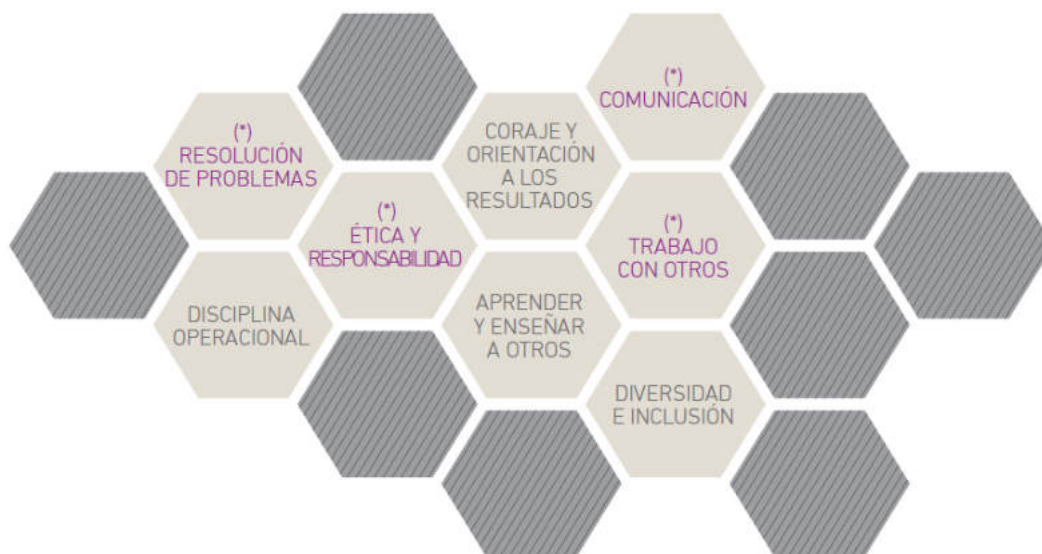 (*)
RESOLUCIÓN
DE PROBLEMAS
(*)
ÉTICA Y
RESPONSABILIDAD
DISCIPLINA
OPERACIONAL
CORAJE Y
ORIENTACIÓN
A LOS
RESULTADOS
APRENDER
Y ENSEÑAR
A OTROS
(*)
COMUNICACIÓN
(*)
TRABAJO
CON OTROS
DIVERSIDAD
E INCLUSIÓN